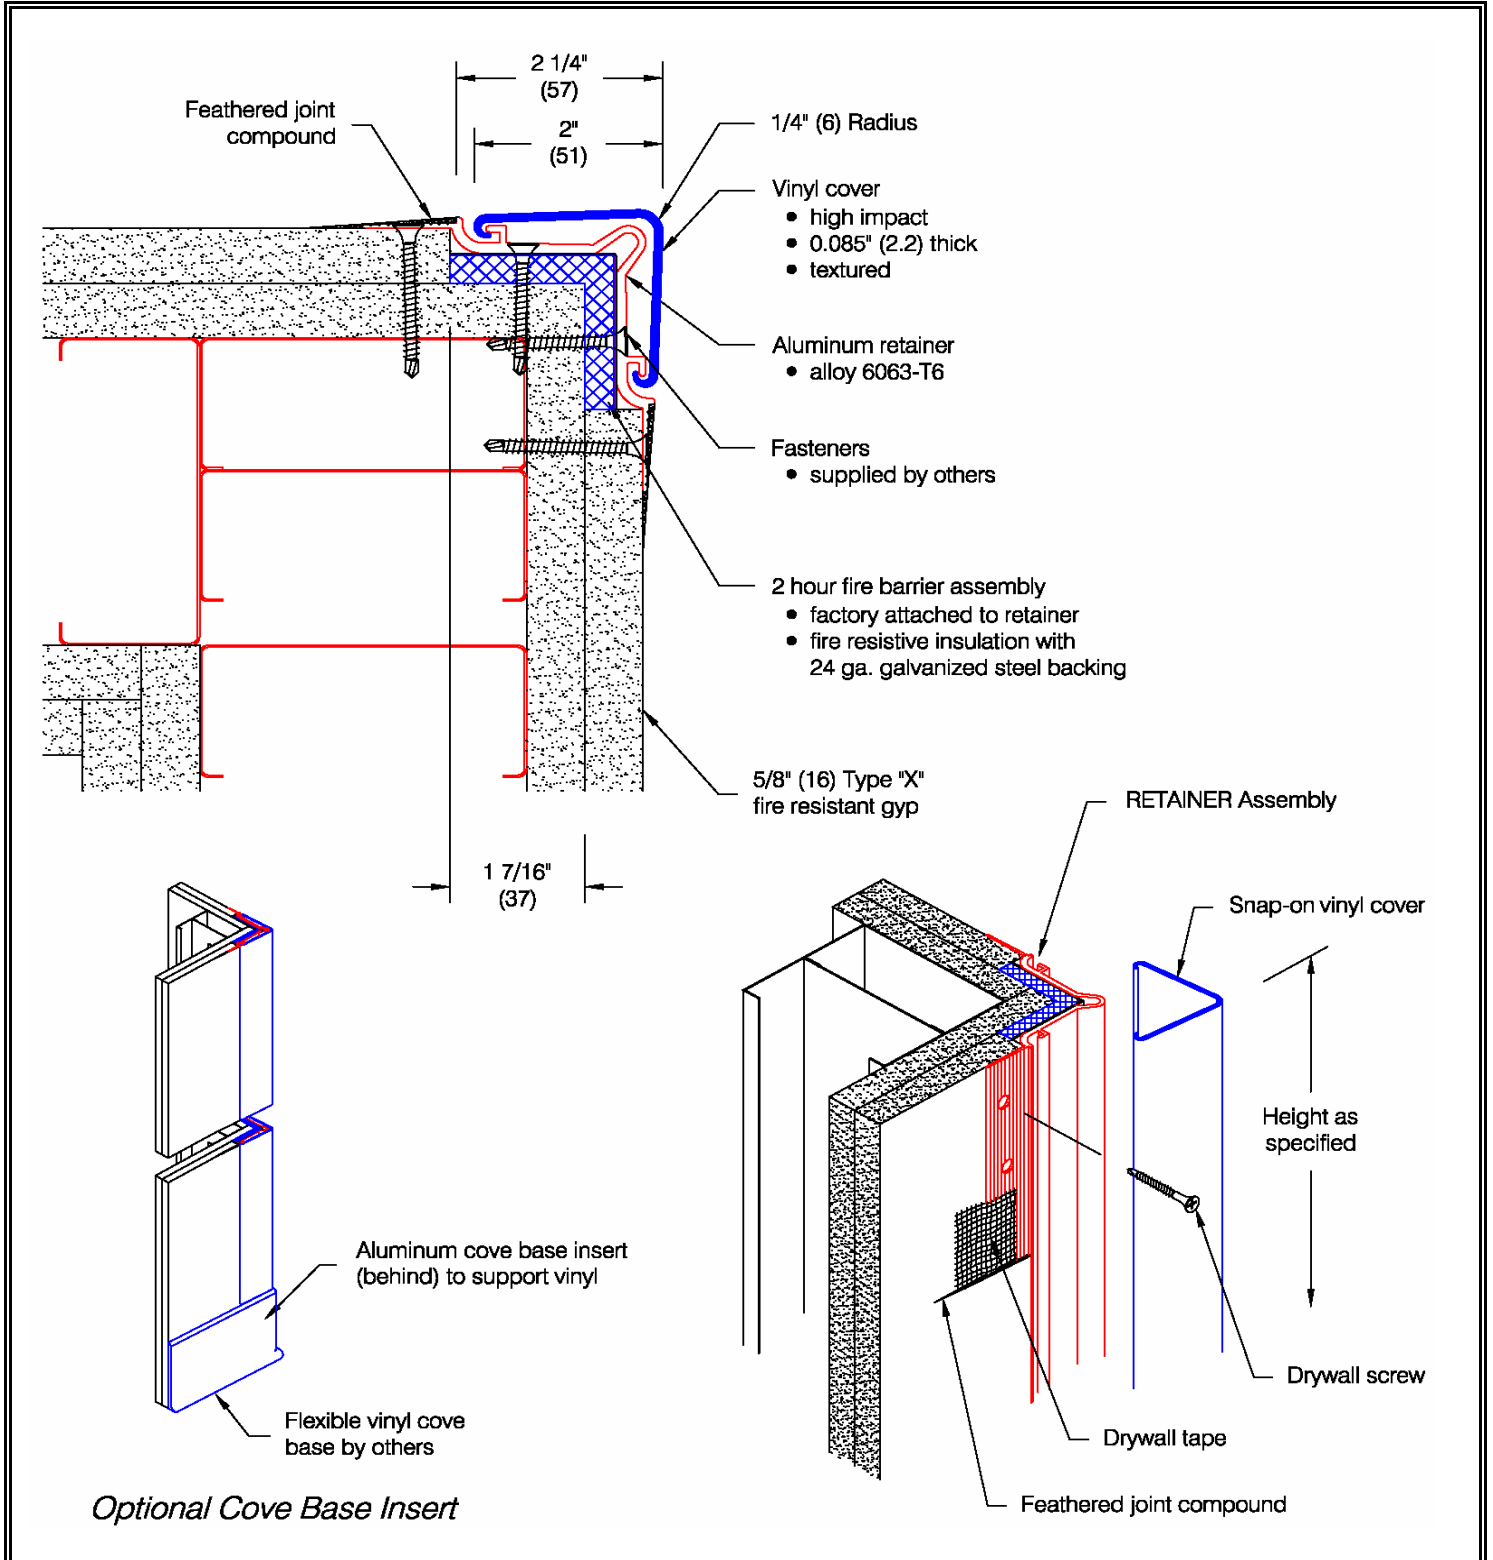 2 1/4"
(57)
2"
(51)
Feathered joint
compound
1/4" (6) Radius
Vinyl cover
• high impact
• 0.085" (2.2) thick
• textured
Aluminum retainer
• alloy 6063-T6
Fasteners
• supplied by others
2 hour fire barrier assembly
• factory attached to retainer
• fire resistive insulation with
24 ga. galvanized steel backing
5/8" (16) Type "X"
fire resistant gyp
1 7/16"
(37)
RETAINER Assembly
Snap-on vinyl cover
Height as
specified
Aluminum cove base insert
(behind) to support vinyl
Flexible vinyl cove
base by others
Drywall screw
Drywall tape
Feathered joint compound
Optional Cove Base Insert